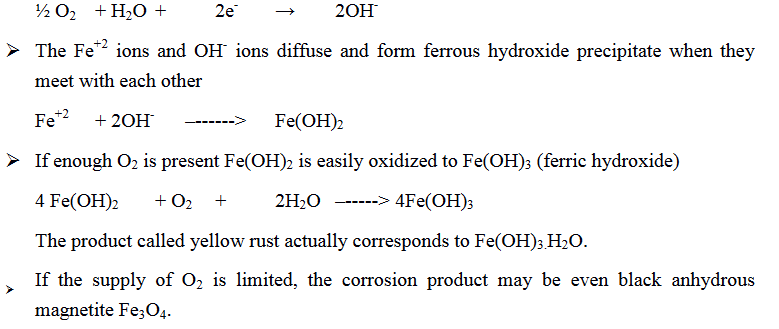 ½ O₂ + H₂O + 2e⁻ → 2OH⁻
➢ The Fe⁺² ions and OH⁻ ions diffuse and form ferrous hydroxide precipitate when they
meet with each other
Fe⁺² + 2OH⁻ -------> Fe(OH)₂
➢ If enough O₂ is present Fe(OH)₂ is easily oxidized to Fe(OH)₃ (ferric hydroxide)
4 Fe(OH)₂ + O₂ + 2H₂O ------> 4Fe(OH)₃
The product called yellow rust actually corresponds to Fe(OH)₃.H₂O.
➢ If the supply of O₂ is limited, the corrosion product may be even black anhydrous
magnetite Fe₃O₄.